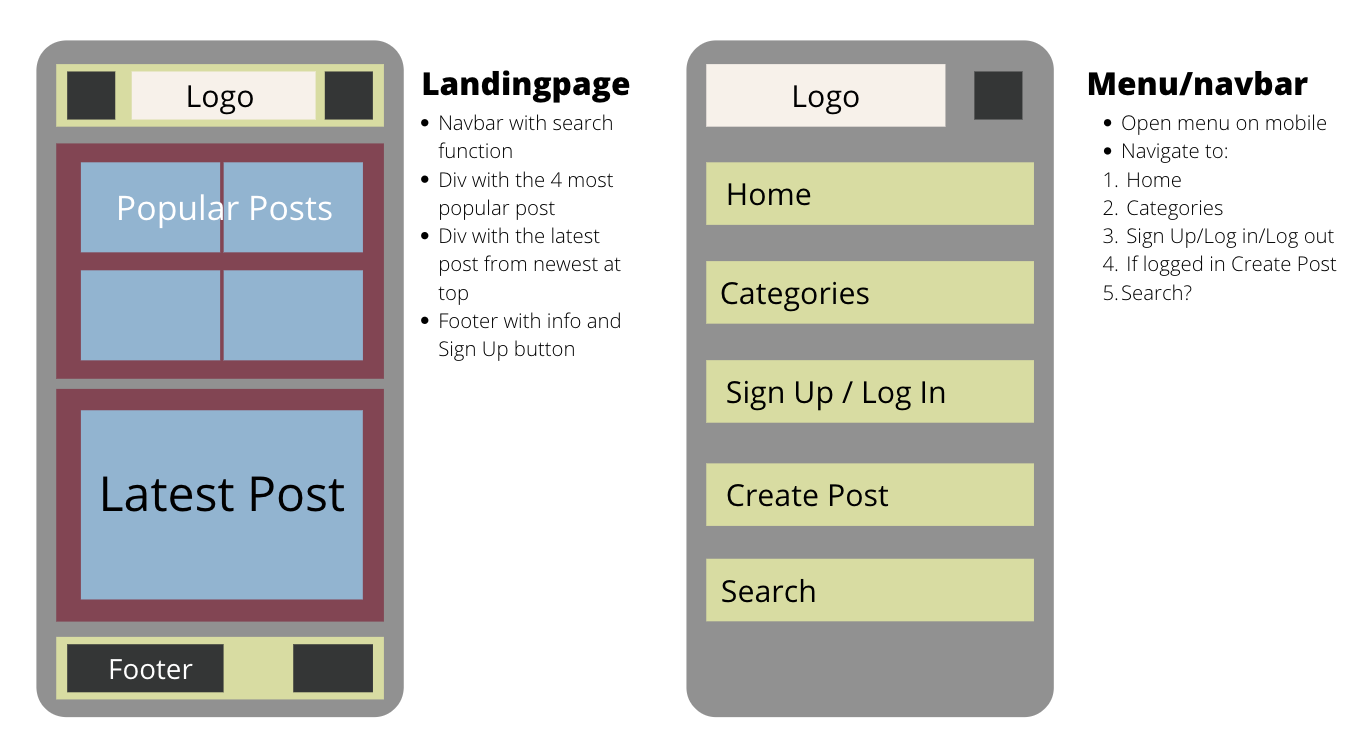 Logo
Popular Posts
Latest Post
Footer
Landingpage
• Navbar with search
function
• Div with the 4 most
popular post
• Div with the latest
post from newest at
top
• Footer with info and
Sign Up button
Logo
Home
Categories
Sign Up / Log In
Create Post
Search
Menu/navbar
• Open menu on mobile
• Navigate to:
1. Home
2. Categories
3. Sign Up/Log in/Log out
4. If logged in Create Post
5. Search?